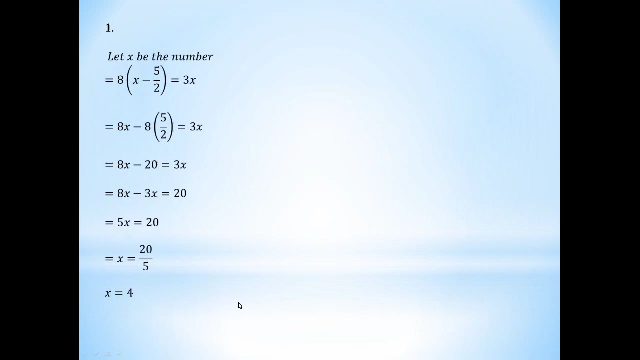 1.
Let x be the number
= 8(x − 5/2) = 3x
= 8x − 8(5/2) = 3x
= 8x − 20 = 3x
= 8x − 3x = 20
= 5x = 20
= x = 20/5
x = 4